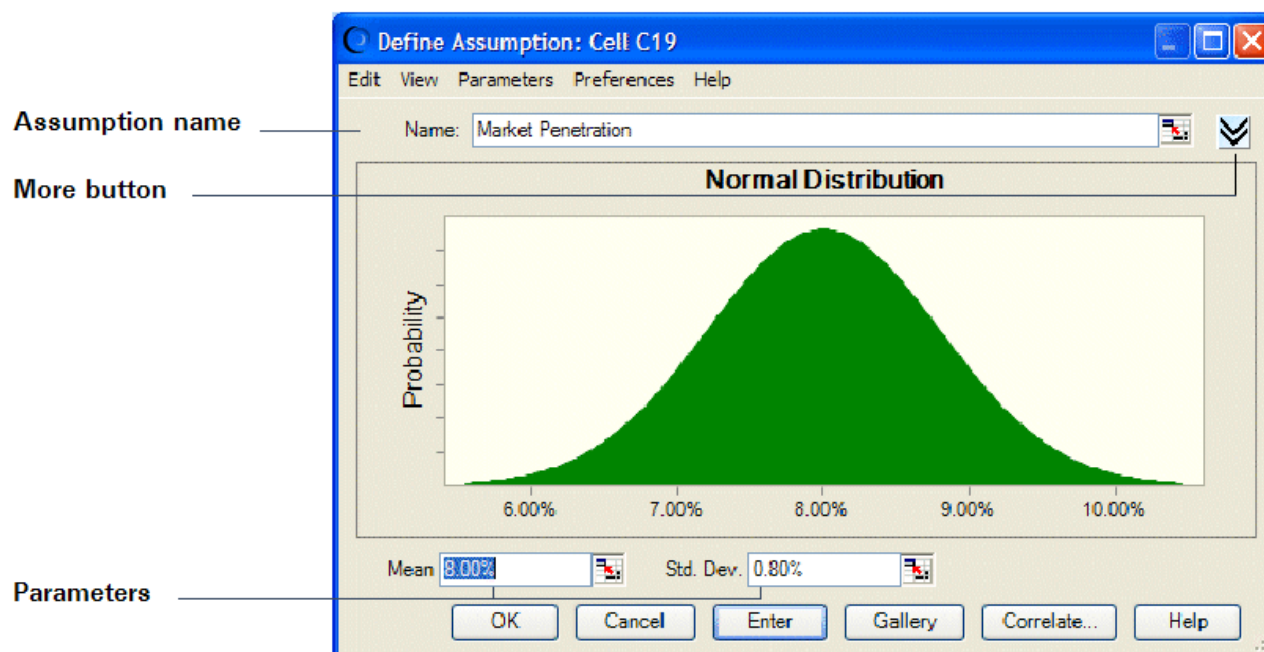 Define Assumption: Cell C19
Edit View Parameters Preferences Help
Assumption name
Name: Market Penetration
More button
Normal Distribution
Probability
6.00% 7.00% 8.00% 9.00% 10.00%
Mean 8.00% Std. Dev. 0.80%
Parameters
OK Cancel Enter Gallery Correlate... Help